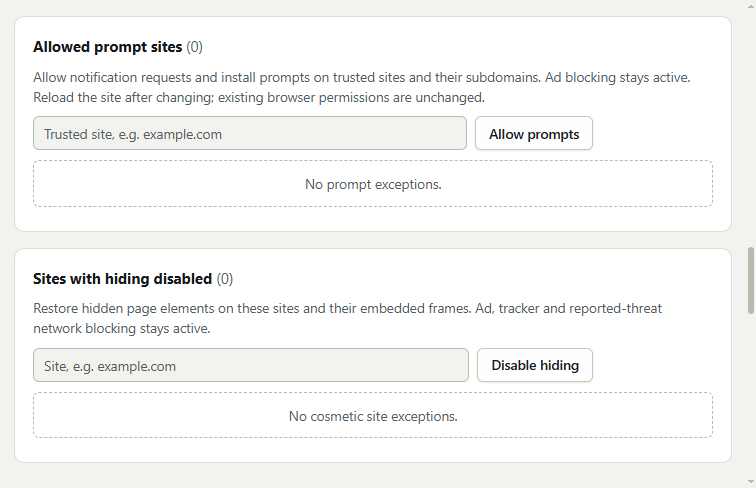 Allowed prompt sites (0)
Allow notification requests and install prompts on trusted sites and their subdomains. Ad blocking stays active.
Reload the site after changing; existing browser permissions are unchanged.
Trusted site, e.g. example.com
Allow prompts
No prompt exceptions.
Sites with hiding disabled (0)
Restore hidden page elements on these sites and their embedded frames. Ad, tracker and reported-threat
network blocking stays active.
Site, e.g. example.com
Disable hiding
No cosmetic site exceptions.